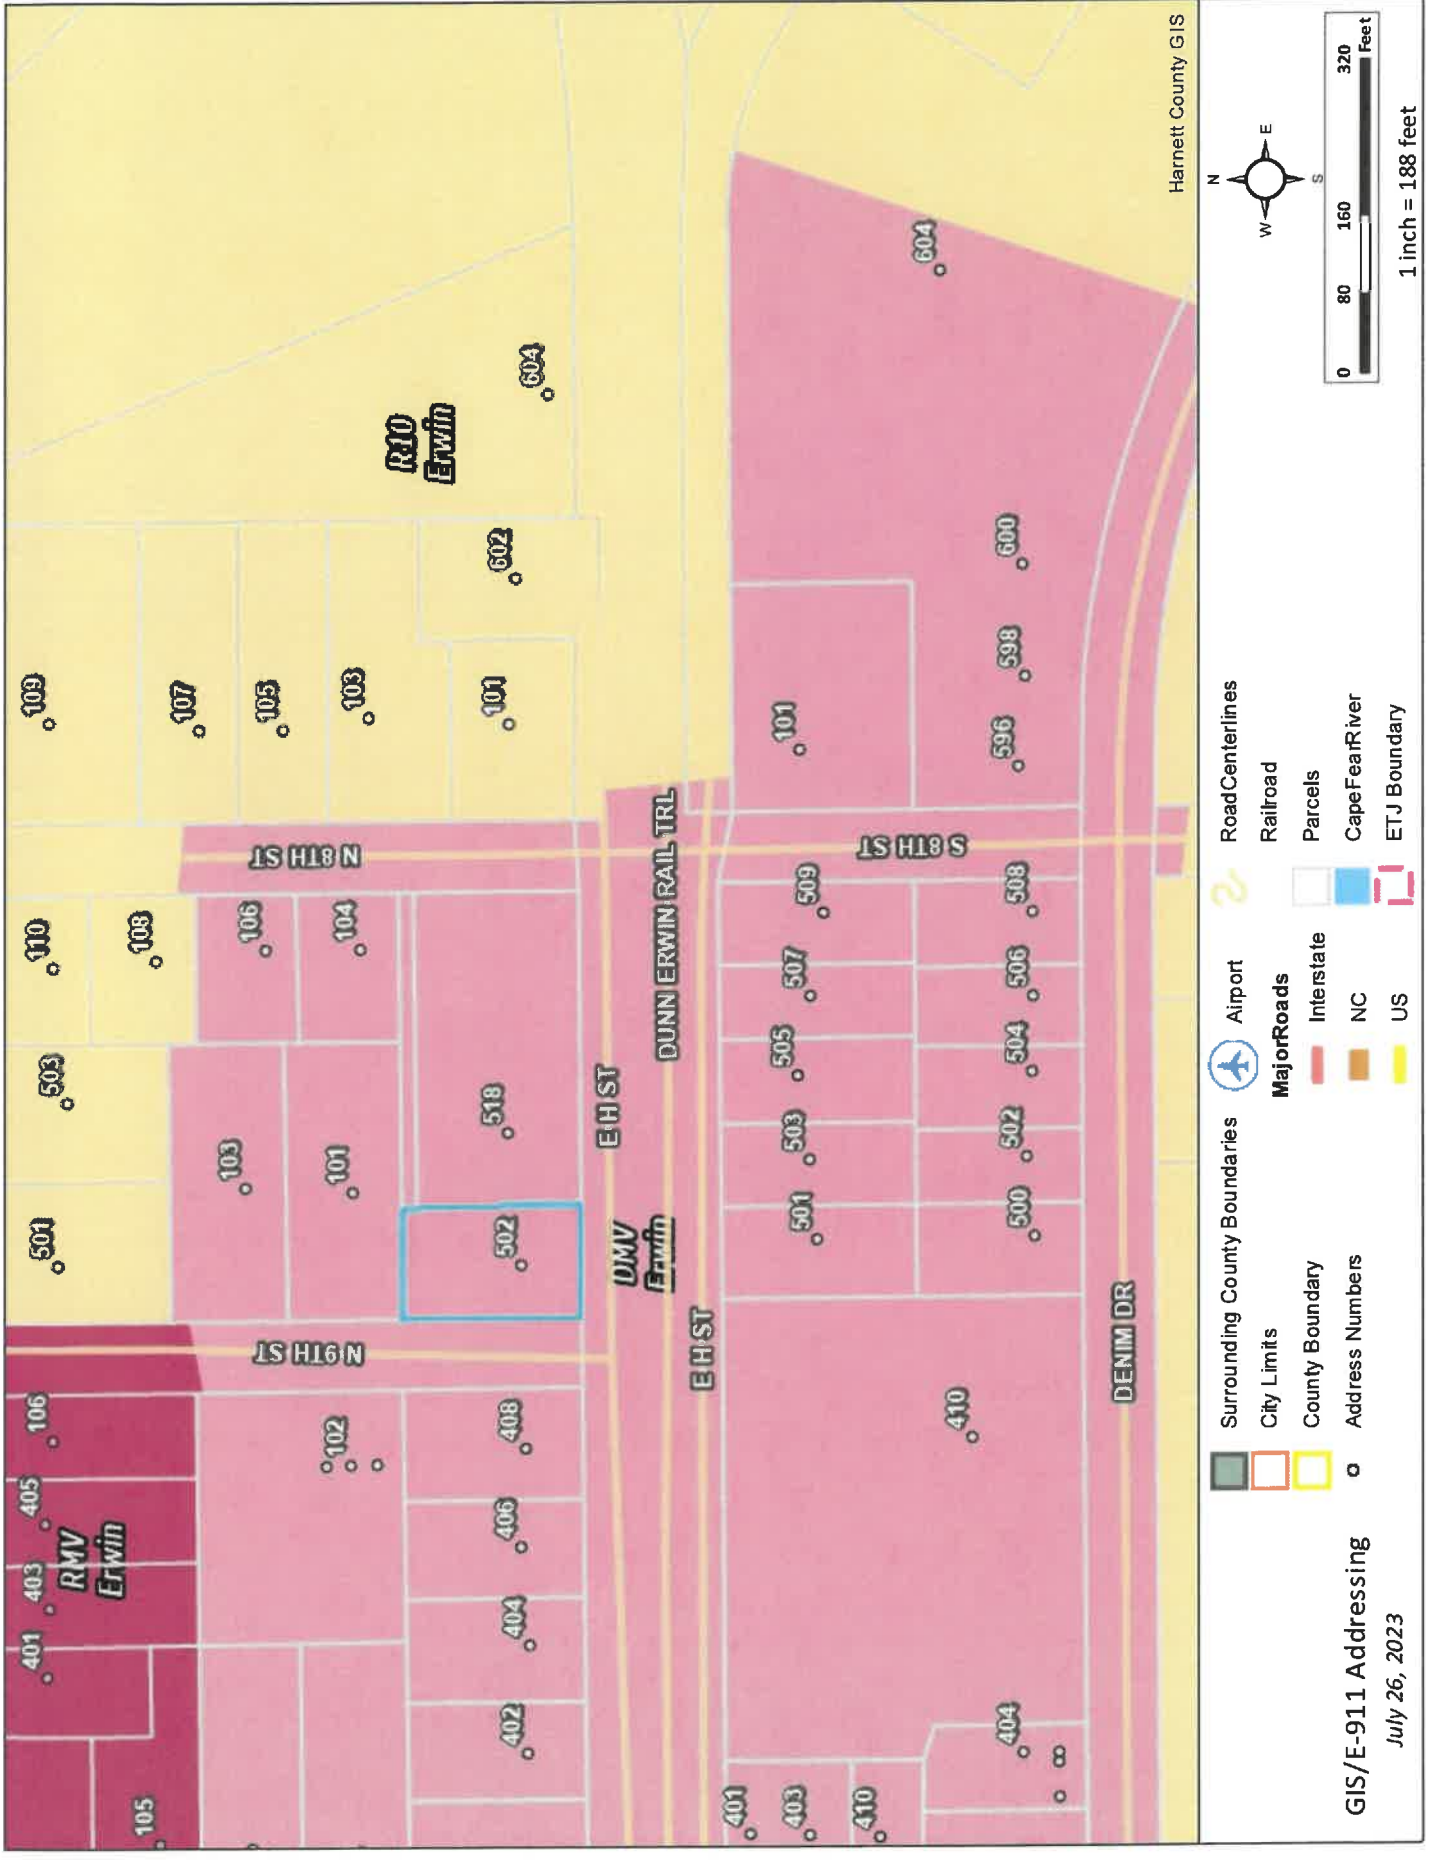 105
401
403
405
106
RMV
Erwin
501
503
110
108
109
103
106
107
105
103
101
104
N 9TH ST
N 8TH ST
R10
Erwin
102
402
404
406
408
502
518
101
602
604
E H ST
DMV
Erwin
DUNN ERWIN RAIL TRL
E H ST
401
403
410
501
503
505
507
509
101
604
S 8TH ST
410
404
500
502
504
506
508
596
598
600
DENIM DR
Harnett County GIS
GIS/E-911 Addressing
July 26, 2023
Surrounding County Boundaries
City Limits
County Boundary
Address Numbers
Airport
MajorRoads
Interstate
NC
US
RoadCenterlines
Railroad
Parcels
CapeFearRiver
ETJ Boundary
N
W
E
S
0 80 160 320
Feet
1 inch = 188 feet